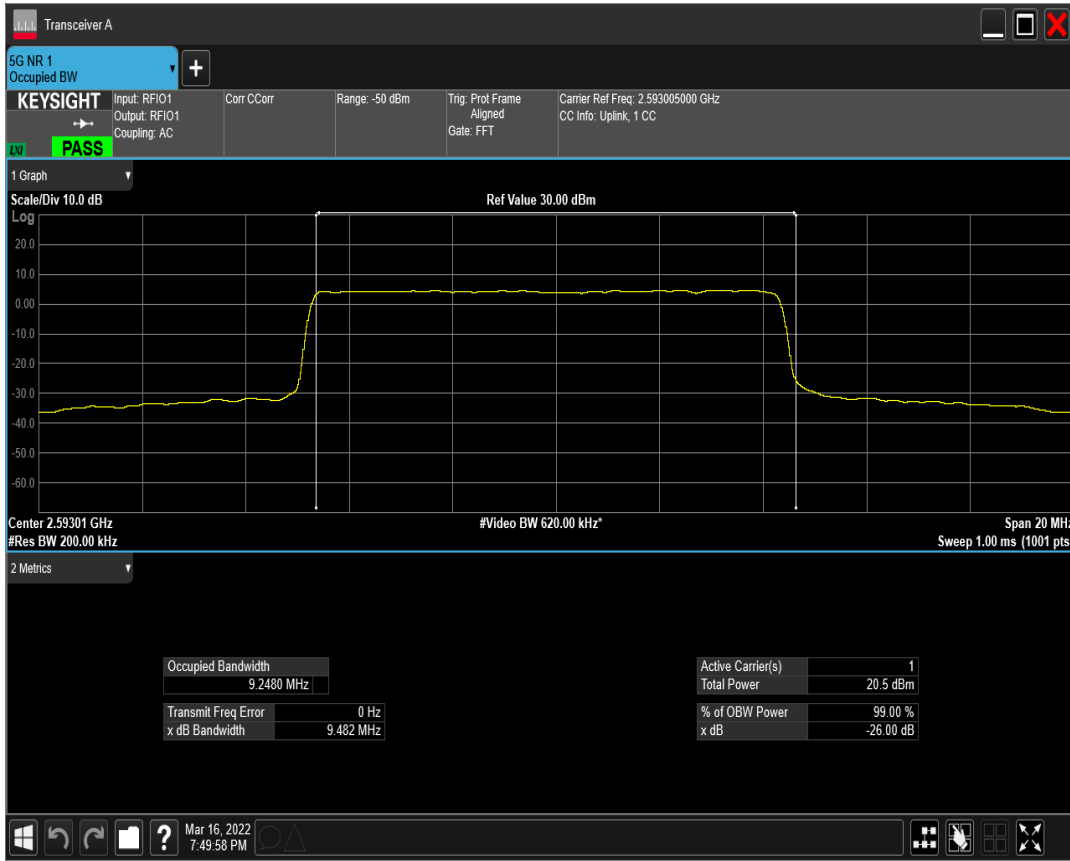 Transceiver A
5G NR 1
Occupied BW
+
KEYSIGHT
LXI
PASS
Input: RFIO1
Output: RFIO1
Coupling: AC
Corr CCorr
Range: -50 dBm
Trig: Prot Frame
Aligned
Gate: FFT
Carrier Ref Freq: 2.593005000 GHz
CC Info: Uplink, 1 CC
1 Graph
Scale/Div 10.0 dB
Ref Value 30.00 dBm
Log
20.0
10.0
0.00
-10.0
-20.0
-30.0
-40.0
-50.0
-60.0
Center 2.59301 GHz
#Video BW 620.00 kHz*
Span 20 MHz
#Res BW 200.00 kHz
Sweep 1.00 ms (1001 pts
2 Metrics
Occupied Bandwidth
9.2480 MHz
Transmit Freq Error 0 Hz
x dB Bandwidth 9.482 MHz
Active Carrier(s) 1
Total Power 20.5 dBm
% of OBW Power 99.00 %
x dB -26.00 dB
?
Mar 16, 2022
7:49:58 PM